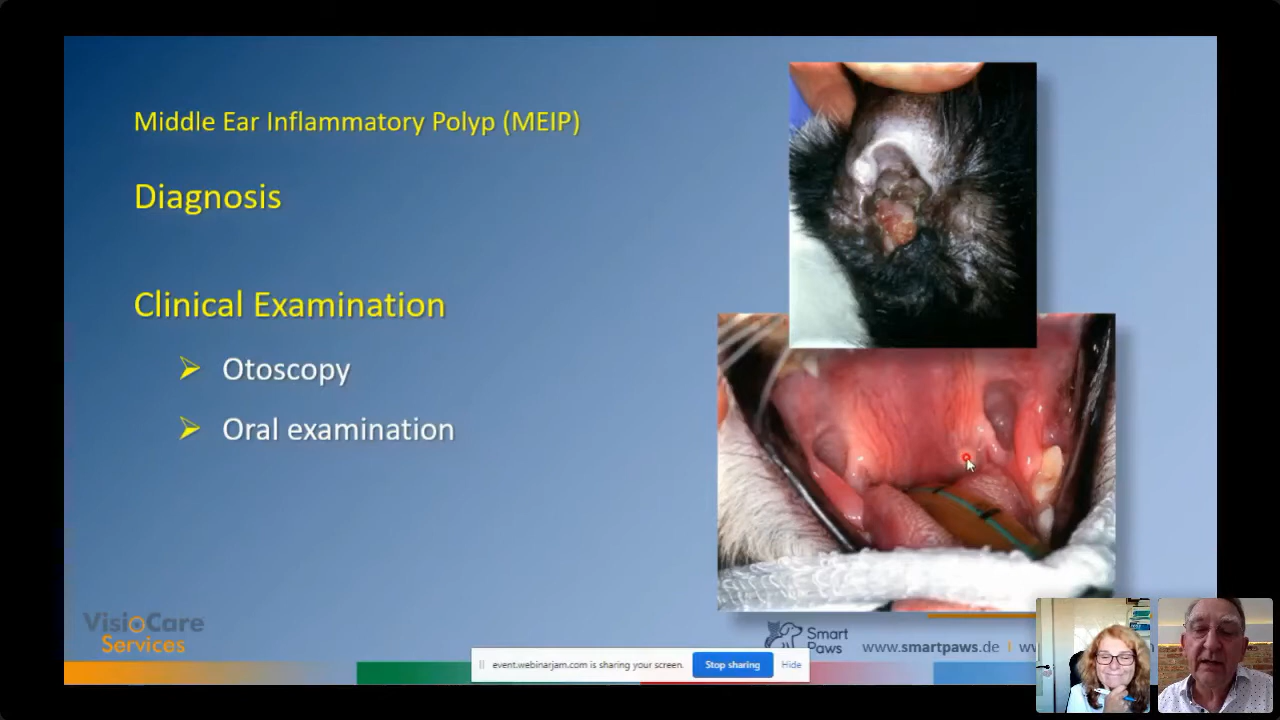 Middle Ear Inflammatory Polyp (MEIP)
Diagnosis
Clinical Examination
Otoscopy
Oral examination
VisioCare
Services
Smart
Paws
www.smartpaws.de
event.webinarjam.com is sharing your screen.
Stop sharing
Hide